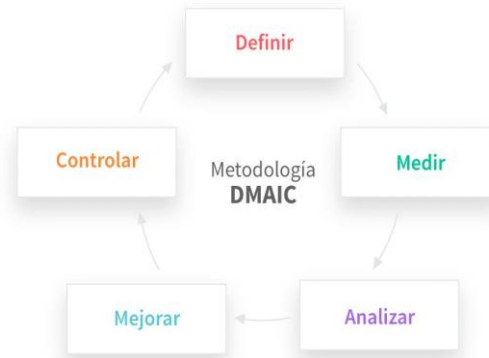 Definir
Controlar
Metodología
DMAIC
Medir
Mejorar
Analizar